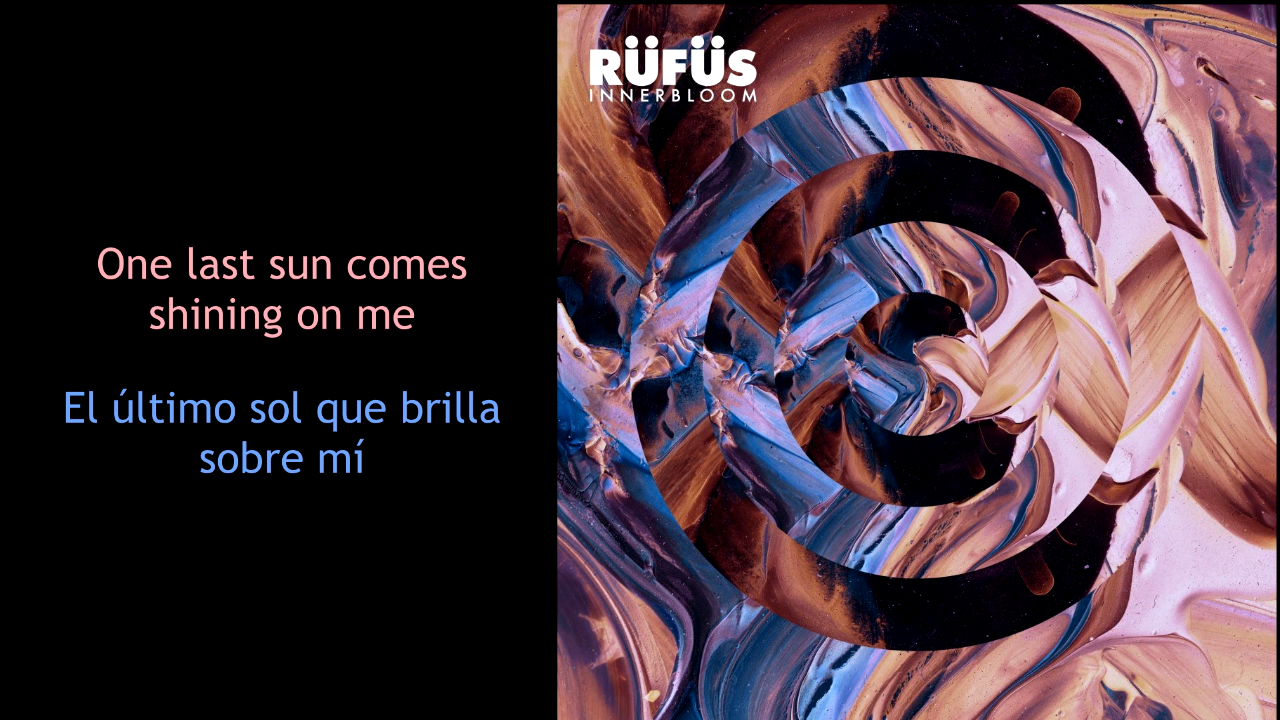 One last sun comes
shining on me
El último sol que brilla
sobre mí
RÜFÜS
INNERBLOOM